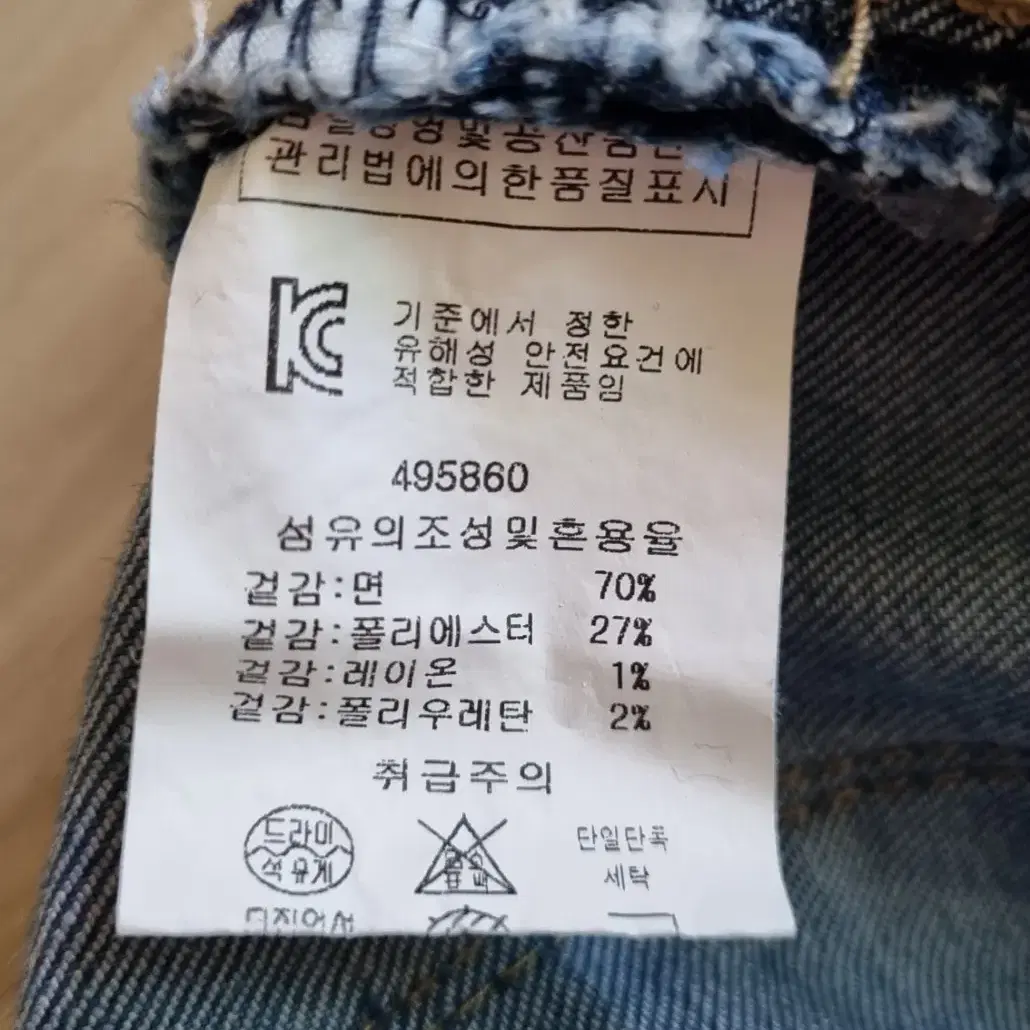 관리법에의한품질표시
기준에서 정한
유해성 안전요건에
적합한 제품임
495860
섬유의조성및혼용율
겉감:면 70%
겉감:폴리에스터 27%
겉감:레이온 1%
겉감:폴리우레탄 2%
취급주의
드라이
석유계
단일단독
세탁